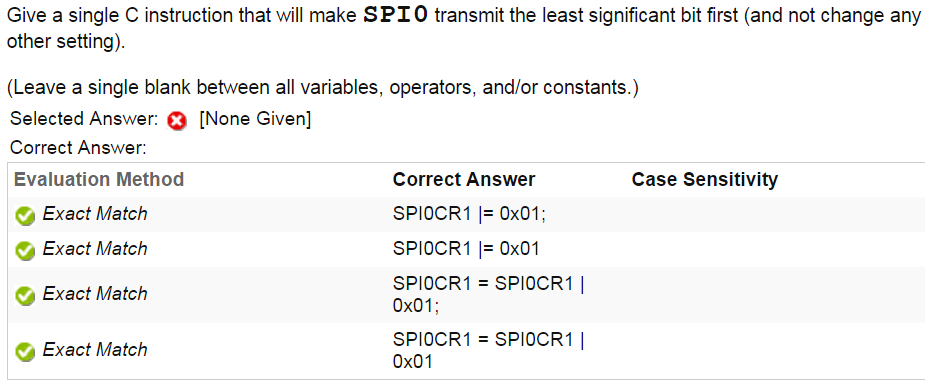 Give a single C instruction that will make SPI0 transmit the least significant bit first (and not change any
other setting).
(Leave a single blank between all variables, operators, and/or constants.)
Selected Answer: [None Given]
Correct Answer:
Evaluation Method Correct Answer Case Sensitivity
Exact Match SPI0CR1 |= 0x01;
Exact Match SPI0CR1 |= 0x01
Exact Match SPI0CR1 = SPI0CR1 |
0x01;
Exact Match SPI0CR1 = SPI0CR1 |
0x01